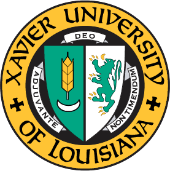 XAVIER UNIVERSITY
OF LOUISIANA
DEO
ADJUVANTE
NON TIMENDUM